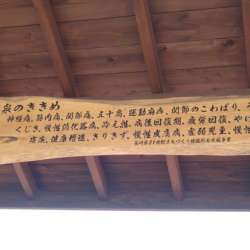 泉のききめ
神経痛、筋肉痛、関節痛、五十肩、運動麻痺、関節のこわばり、
くじき、慢性消化器病、冷え性、病後回復期、疲労回復、やけ
症、健康増進、きりきず、慢性皮膚病、虚弱児童、慢性